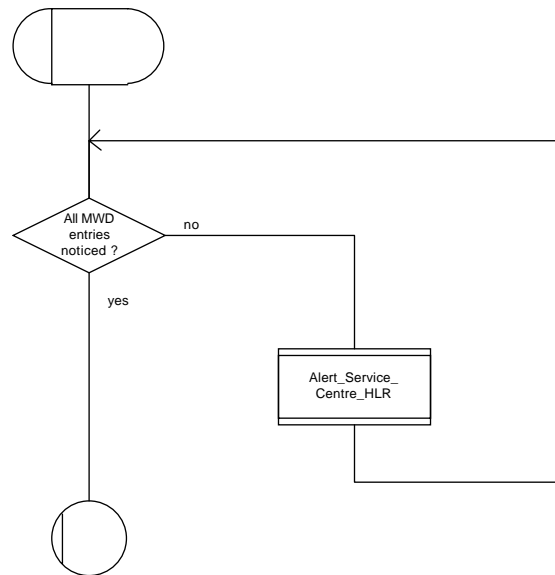 All MWD
entries
noticed ?
no
yes
Alert_Service_
Centre_HLR